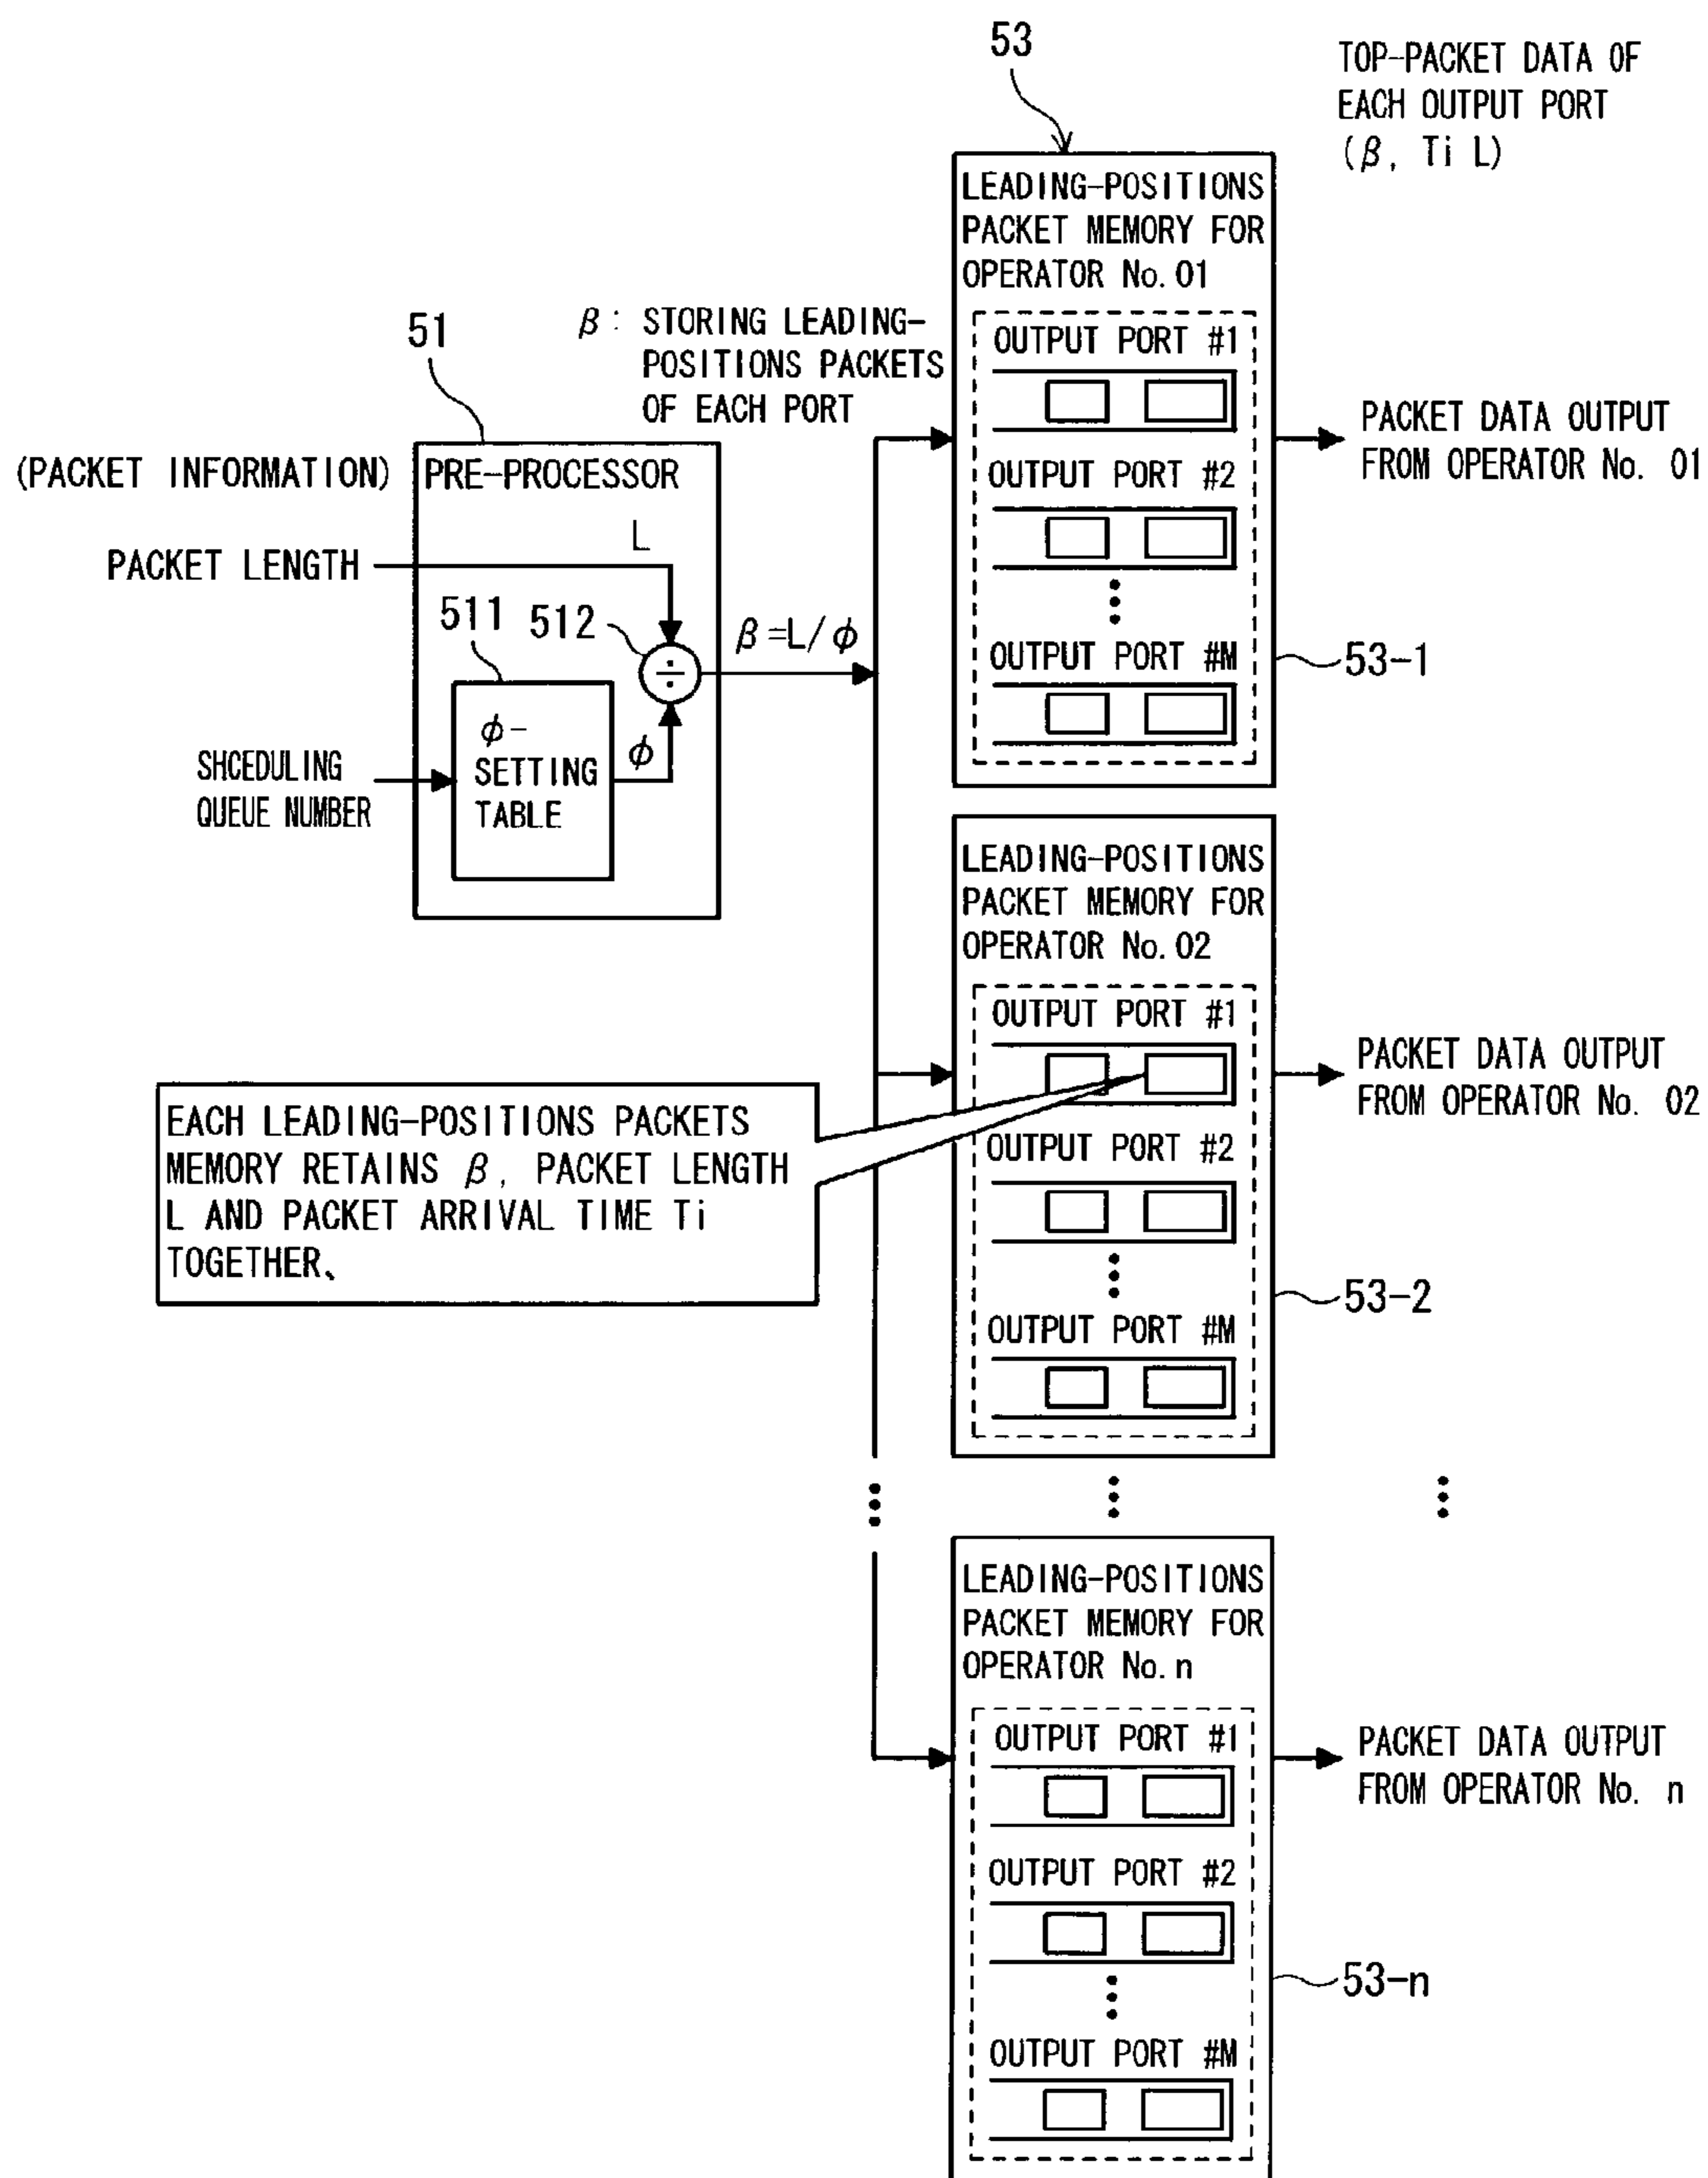 53
TOP-PACKET DATA OF
EACH OUTPUT PORT
(β, Ti L)
LEADING-POSITIONS
PACKET MEMORY FOR
OPERATOR No.01
OUTPUT PORT #1
OUTPUT PORT #2
OUTPUT PORT #M
53-1
PACKET DATA OUTPUT
FROM OPERATOR No. 01
β: STORING LEADING-
POSITIONS PACKETS
OF EACH PORT
51
(PACKET INFORMATION)
PRE-PROCESSOR
L
PACKET LENGTH
511
512
β=L/φ
φ-
SETTING
TABLE
φ
SHCEDULING
QUEUE NUMBER
LEADING-POSITIONS
PACKET MEMORY FOR
OPERATOR No.02
OUTPUT PORT #1
OUTPUT PORT #2
OUTPUT PORT #M
53-2
PACKET DATA OUTPUT
FROM OPERATOR No. 02
EACH LEADING-POSITIONS PACKETS
MEMORY RETAINS β, PACKET LENGTH
L AND PACKET ARRIVAL TIME Ti
TOGETHER、
LEADING-POSITIONS
PACKET MEMORY FOR
OPERATOR No.n
OUTPUT PORT #1
OUTPUT PORT #2
OUTPUT PORT #M
53-n
PACKET DATA OUTPUT
FROM OPERATOR No. n